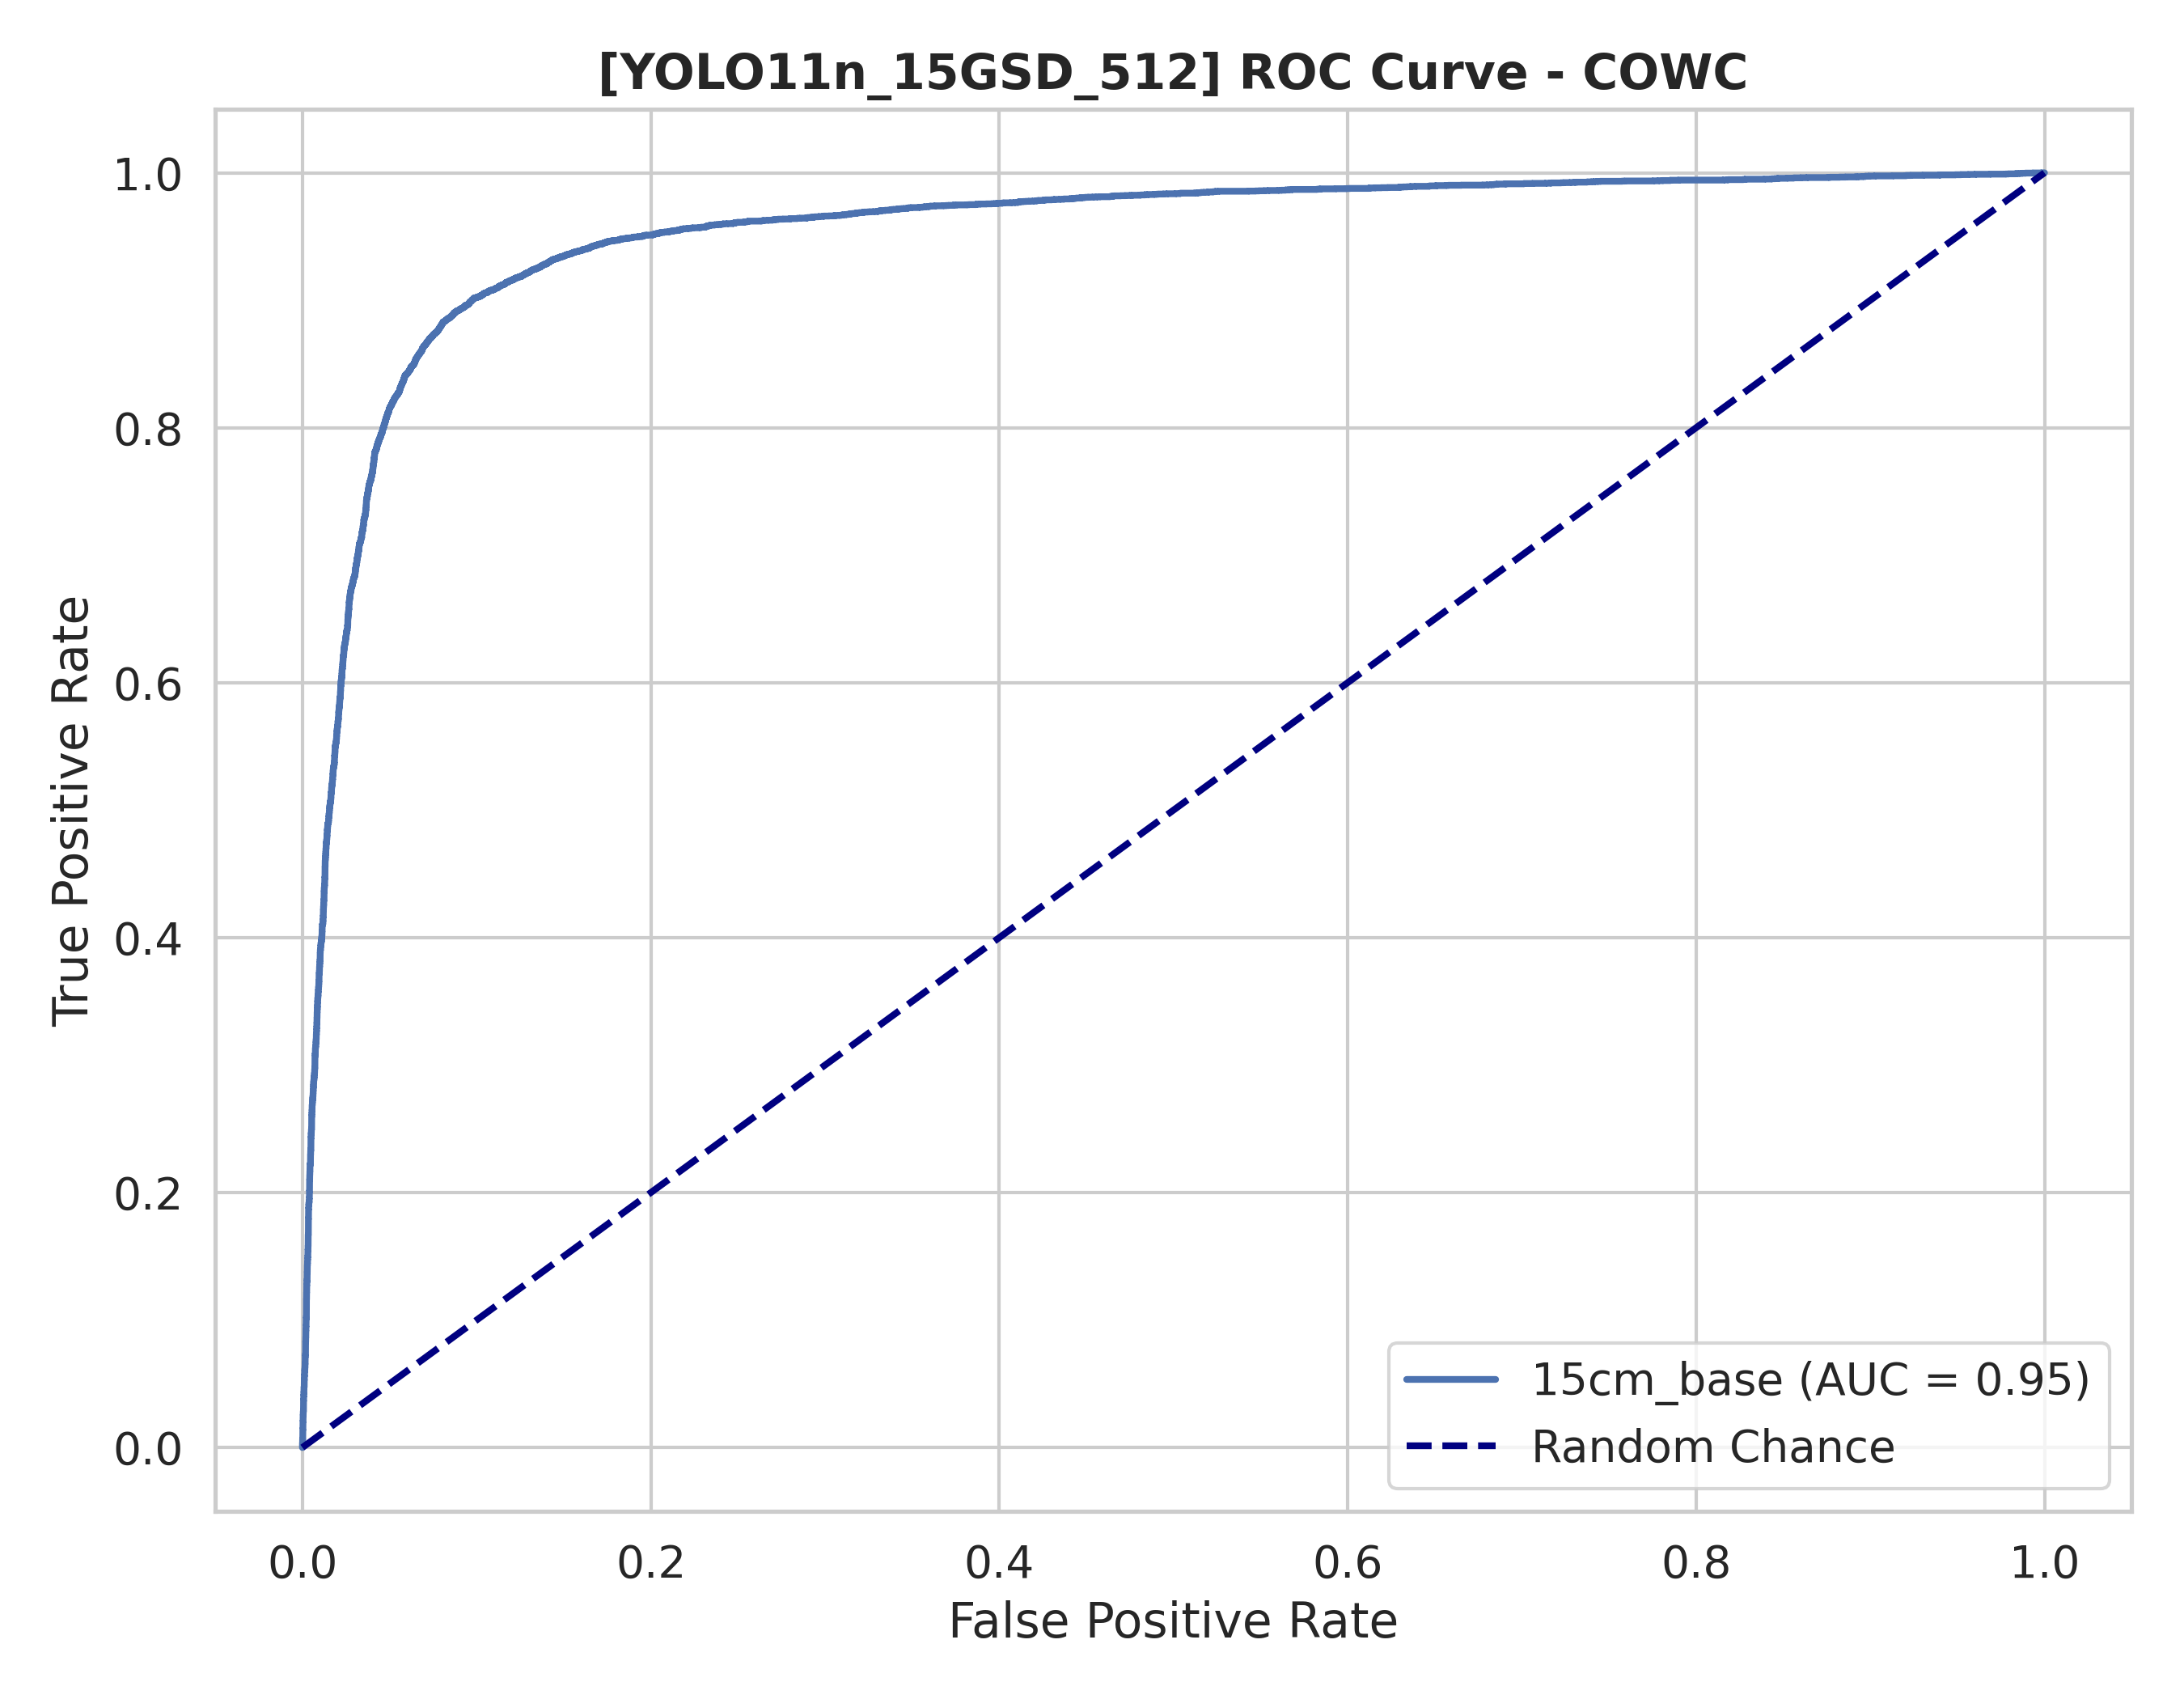 [YOLO11n_15GSD_512] ROC Curve - COWC
True Positive Rate
1.0
0.8
0.6
0.4
0.2
0.0
0.0 0.2 0.4 0.6 0.8 1.0
False Positive Rate
15cm_base (AUC = 0.95)
Random Chance